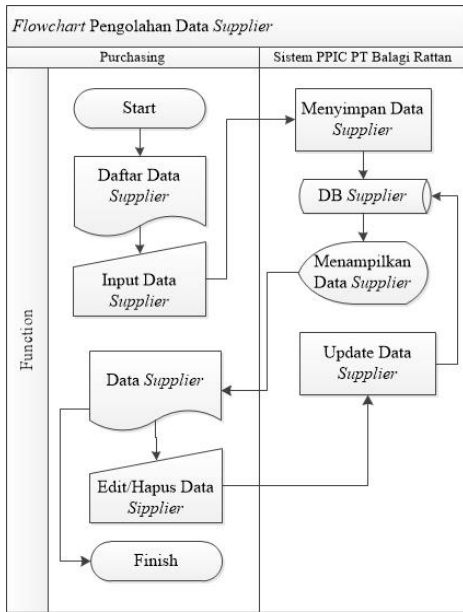 Flowchart Pengolahan Data Supplier
Purchasing
Sistem PPIC PT Balagi Rattan
Function
Start
Daftar Data
Supplier
Input Data
Supplier
Menyimpan Data
Supplier
DB Supplier
Menampilkan
Data Supplier
Data Supplier
Update Data
Supplier
Edit/Hapus Data
Sipplier
Finish